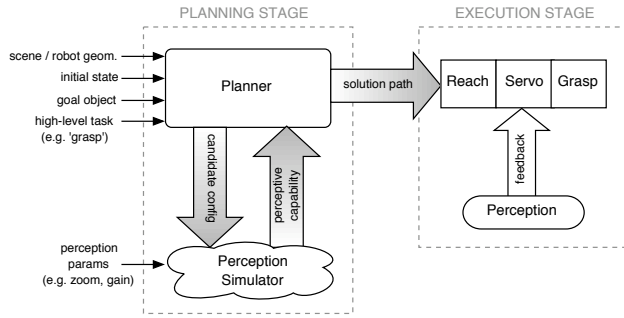 PLANNING STAGE
EXECUTION STAGE
scene / robot geom.
initial state
goal object
high-level task
(e.g. 'grasp')
Planner
solution path
Reach
Servo
Grasp
candidate config
perceptive
capability
feedback
Perception
perception
params
(e.g. zoom, gain)
Perception
Simulator